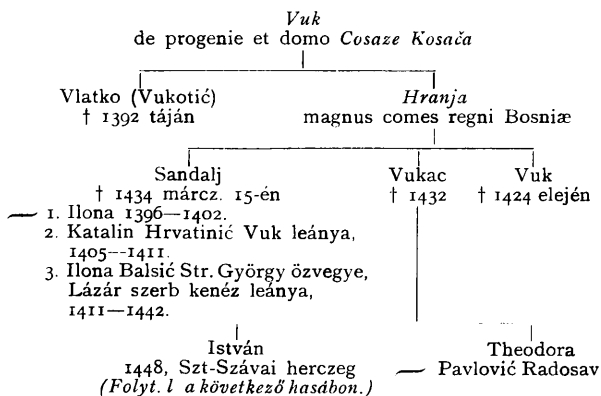 Vuk
de progenie et domo Cosaze Kosača
Vlatko (Vukotić)
† 1392 táján
Hranja
magnus comes regni Bosniæ
Sandalj
† 1434 márcz. 15-én
1. Ilona 1396—1402.
2. Katalin Hrvatinić Vuk leánya,
1405—1411.
3. Ilona Balsić Str. György özvegye,
Lázár szerb kenéz leánya,
1411—1442.
Vukac
† 1432
Vuk
† 1424 elején
István
1448, Szt-Szávai herczeg
(Folyt. l a következő hasábon.)
Theodora
Pavlović Radosav